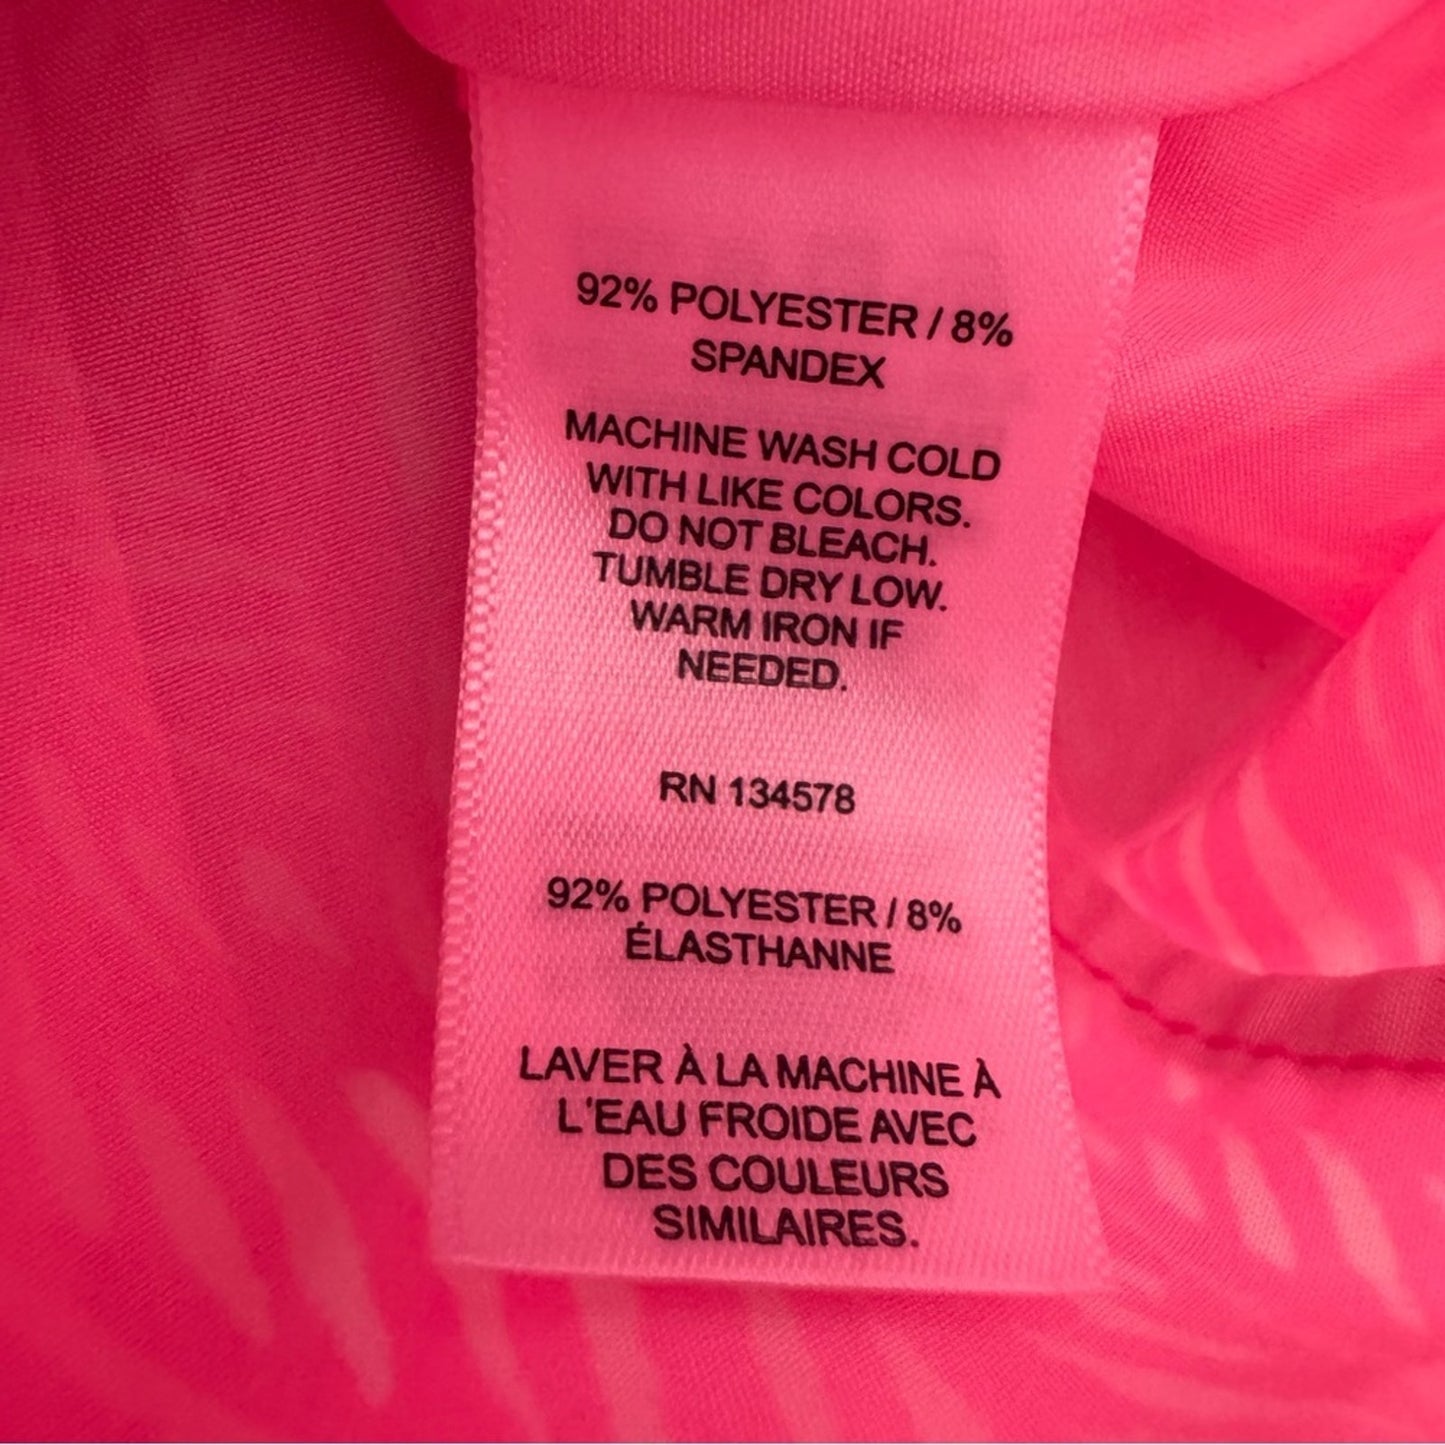 92% POLYESTER / 8%
SPANDEX
MACHINE WASH COLD
WITH LIKE COLORS.
DO NOT BLEACH.
TUMBLE DRY LOW.
WARM IRON IF
NEEDED.
RN 134578
92% POLYESTER / 8%
ÉLASTHANNE
LAVER À LA MACHINE À
L'EAU FROIDE AVEC
DES COULEURS
SIMILAIRES.